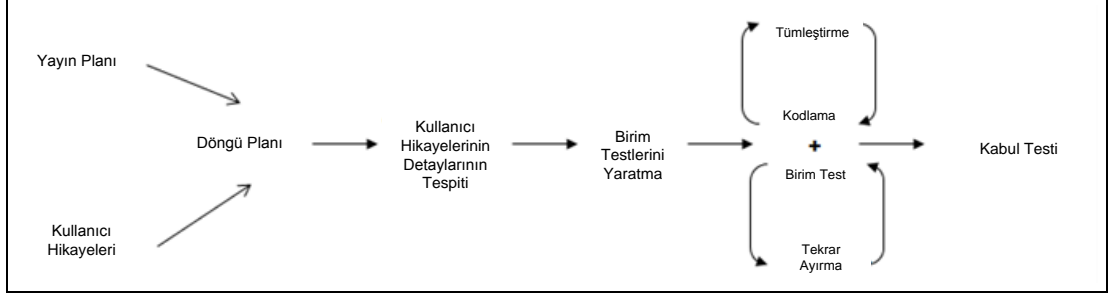 Yayın Planı
Kullanıcı
Hikayeleri
Döngü Planı
Kullanıcı
Hikayelerinin
Detaylarının
Tespiti
Birim
Testlerini
Yaratma
Tümleştirme
Kodlama
+
Birim Test
Tekrar
Ayırma
Kabul Testi